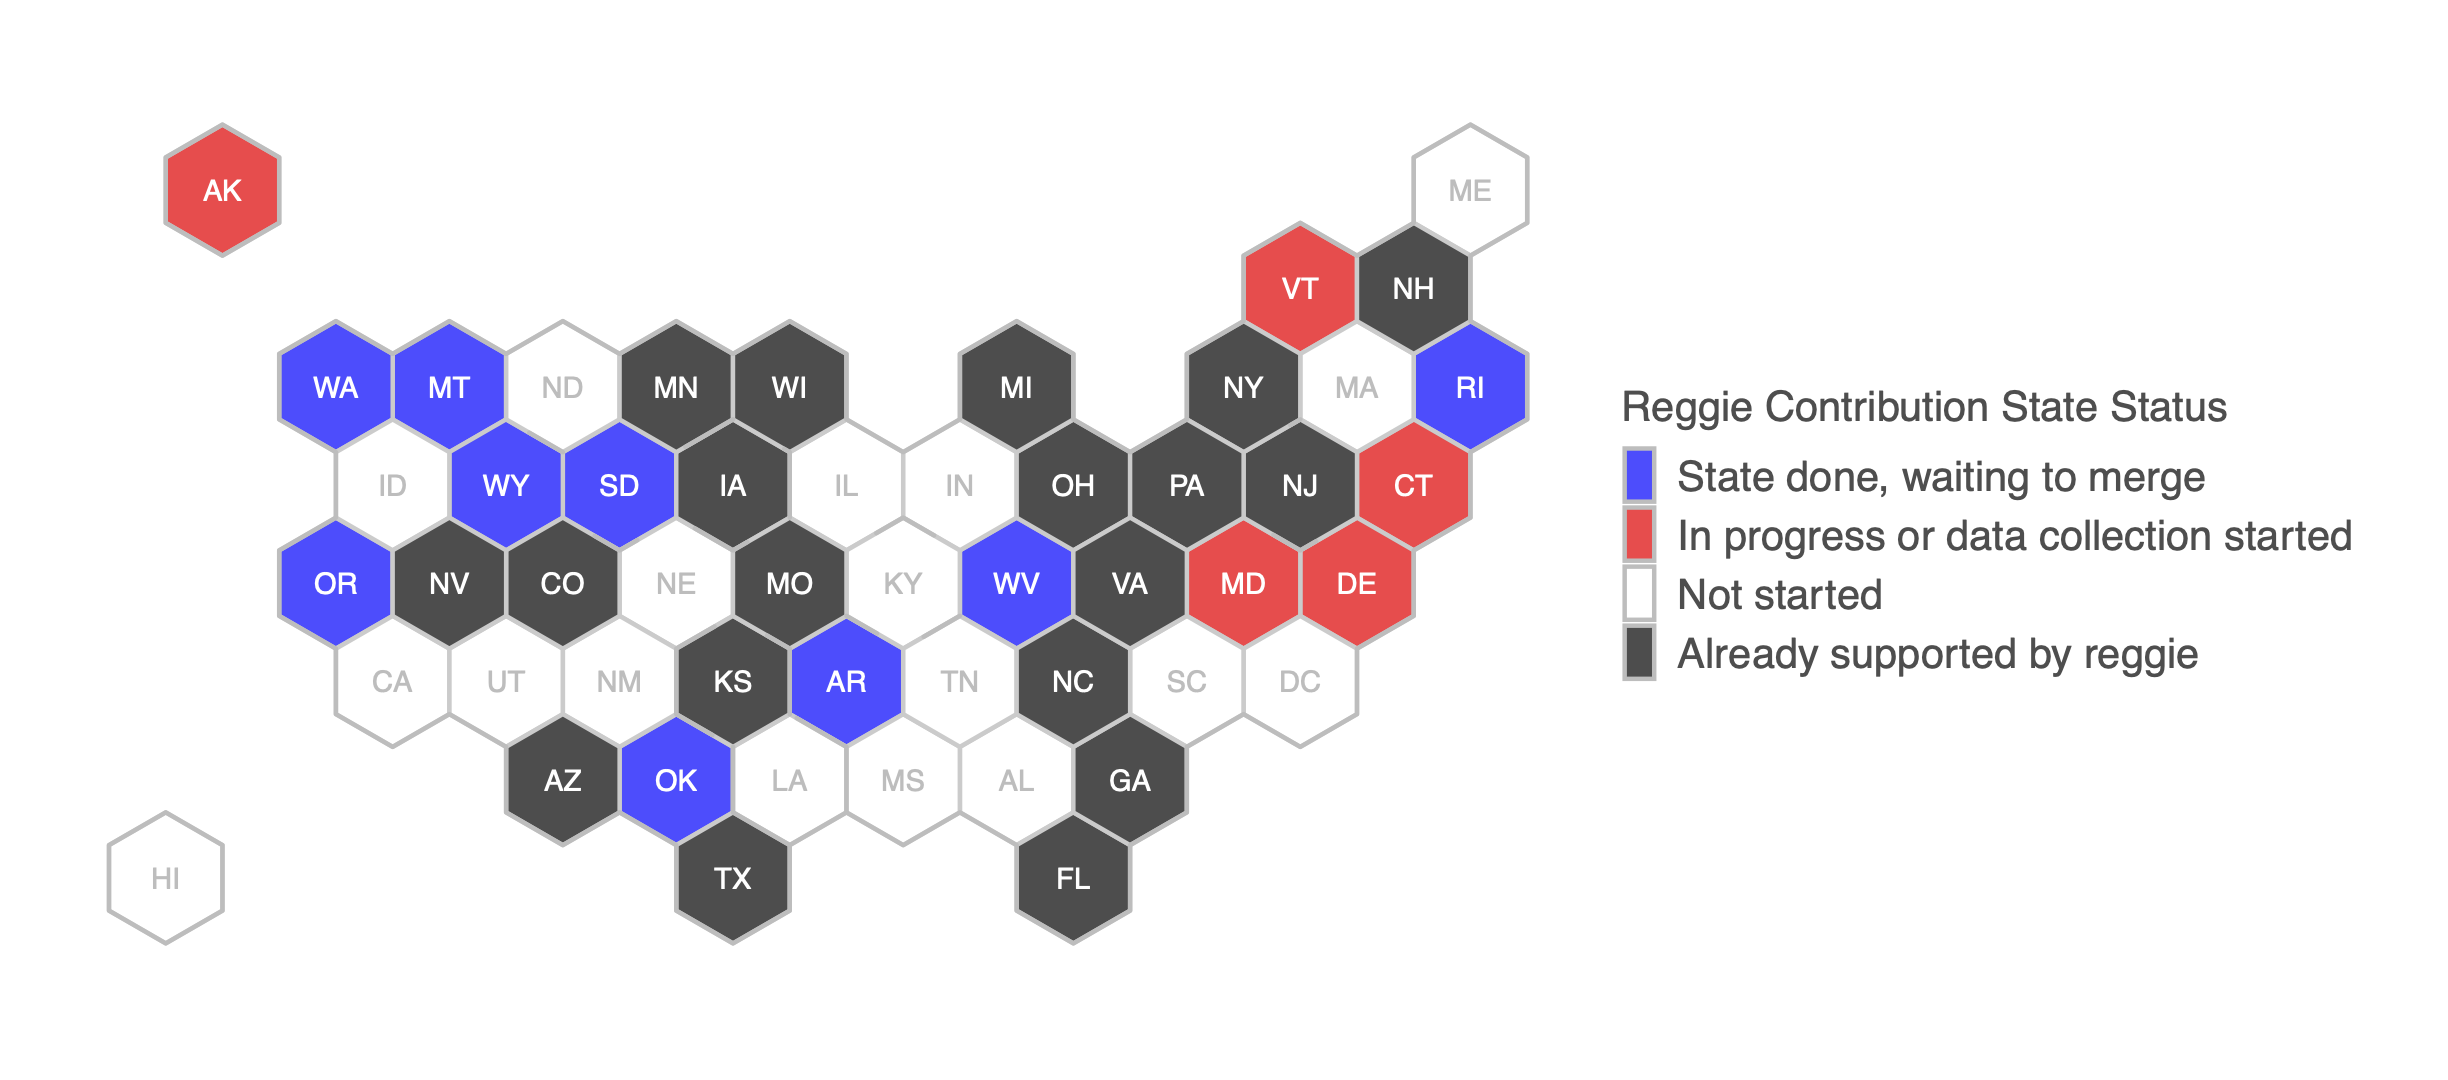 AK
ME
VT
NH
WA
MT
ND
MN
WI
MI
NY
MA
RI
ID
WY
SD
IA
IL
IN
OH
PA
NJ
CT
OR
NV
CO
NE
MO
KY
WV
VA
MD
DE
CA
UT
NM
KS
AR
TN
NC
SC
DC
AZ
OK
LA
MS
AL
GA
HI
TX
FL
Reggie Contribution State Status
State done, waiting to merge
In progress or data collection started
Not started
Already supported by reggie